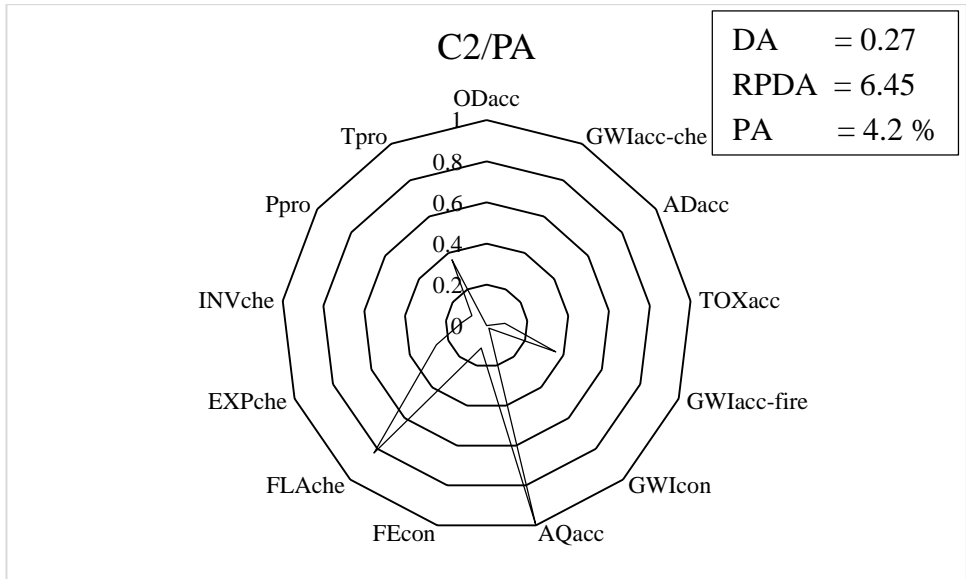 C2/PA
DA = 0.27
RPDA = 6.45
PA = 4.2 %
ODacc
GWIacc-che
ADacc
TOXacc
GWIacc-fire
GWIcon
AQacc
FEcon
FLAche
EXPche
INVche
Ppro
Tpro
1
0.8
0.6
0.4
0.2
0